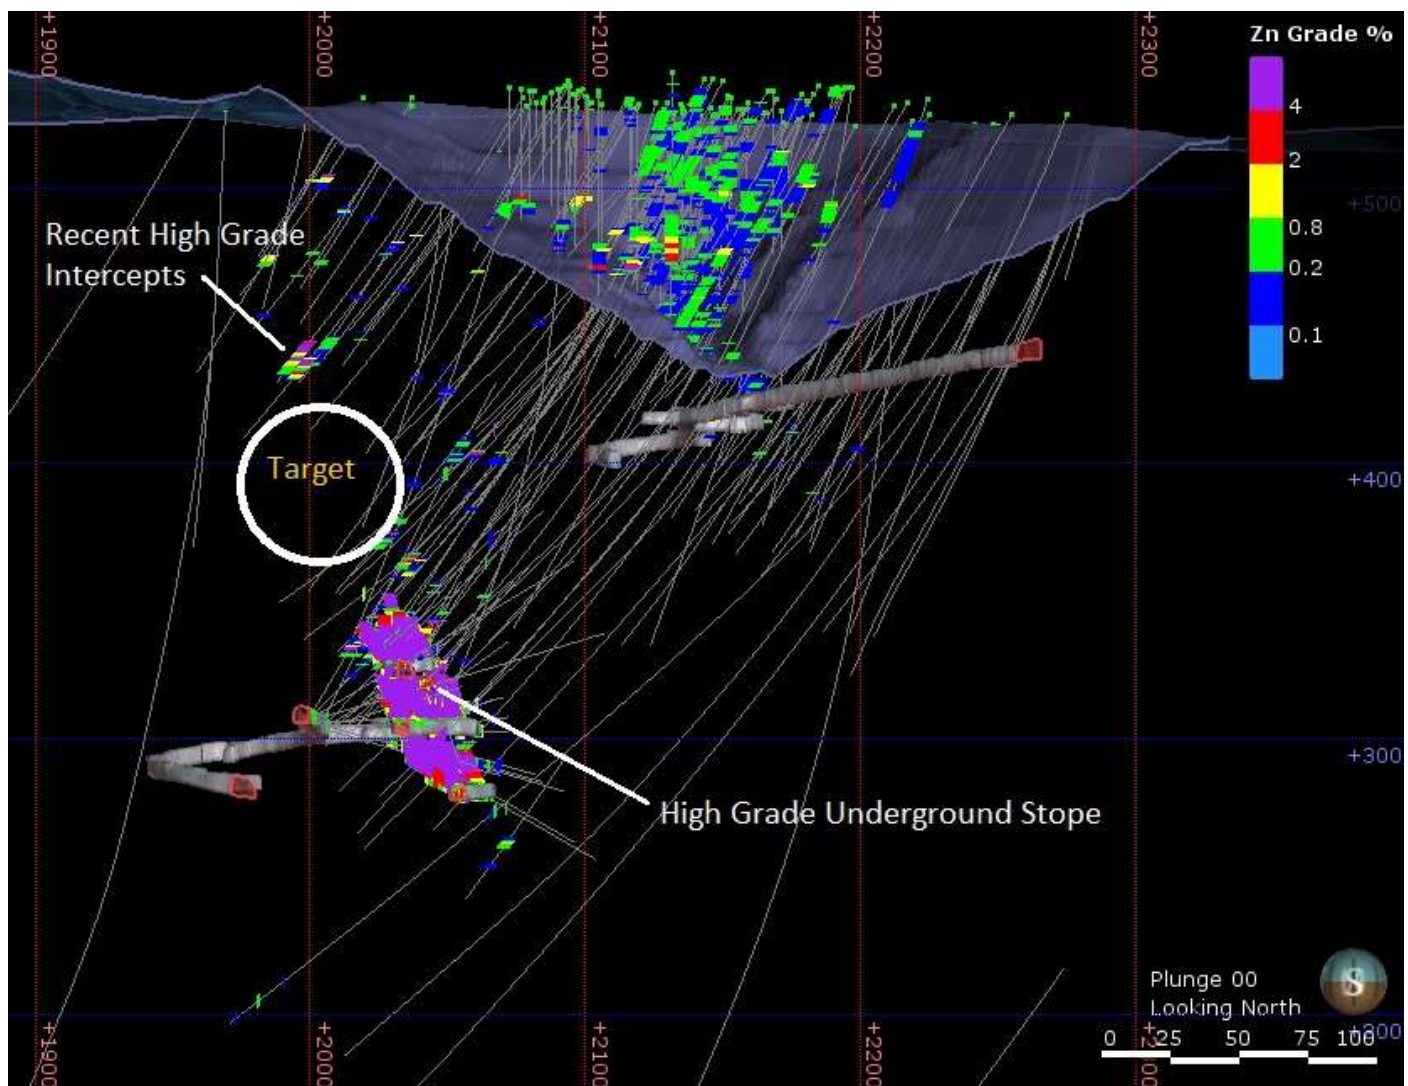 +1900
+2000
+2100
+2200
+2300
Zn Grade %
4
2
0.8
0.2
0.1
+500
Recent High Grade
Intercepts
Target
+400
+300
High Grade Underground Stope
Plunge 00
Looking North
S
0 25 50 75 100
+200
+1900
+2000
+2100
+2200
+2300